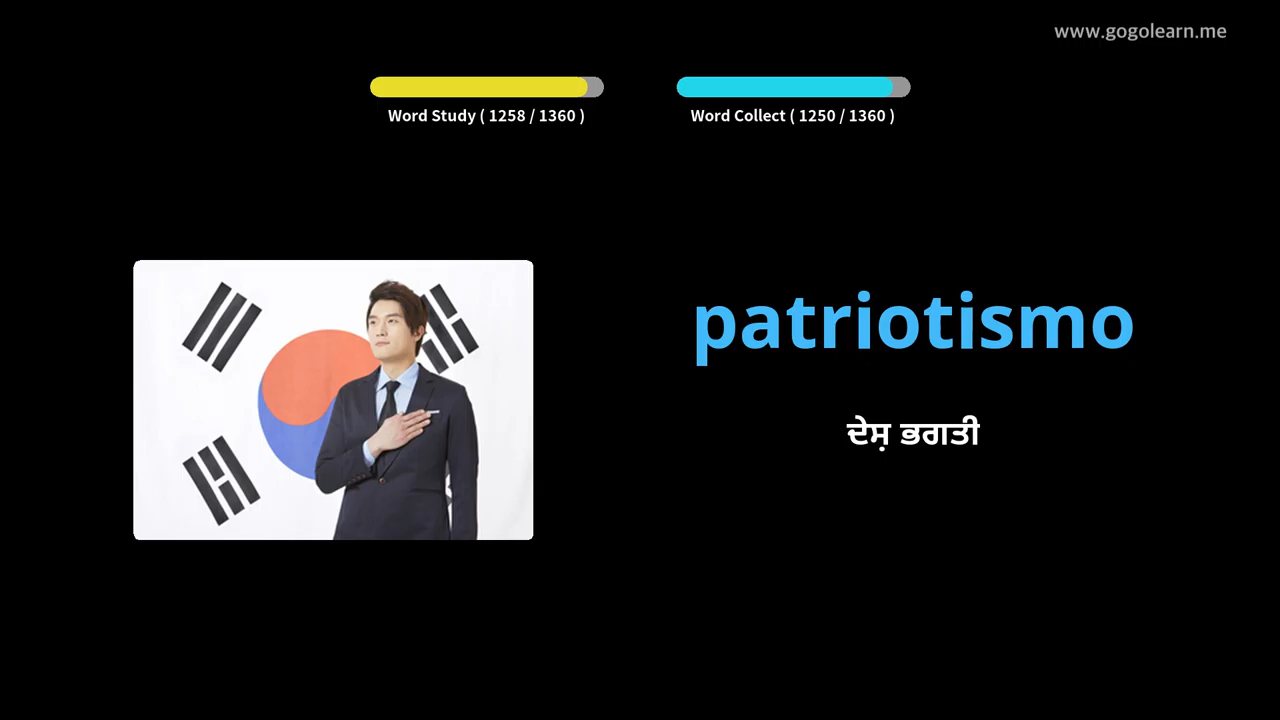 www.gogolearn.me
Word Study ( 1258 / 1360 )
Word Collect ( 1250 / 1360 )
patriotismo
ਦੇਸ਼ ਭਗਤੀ